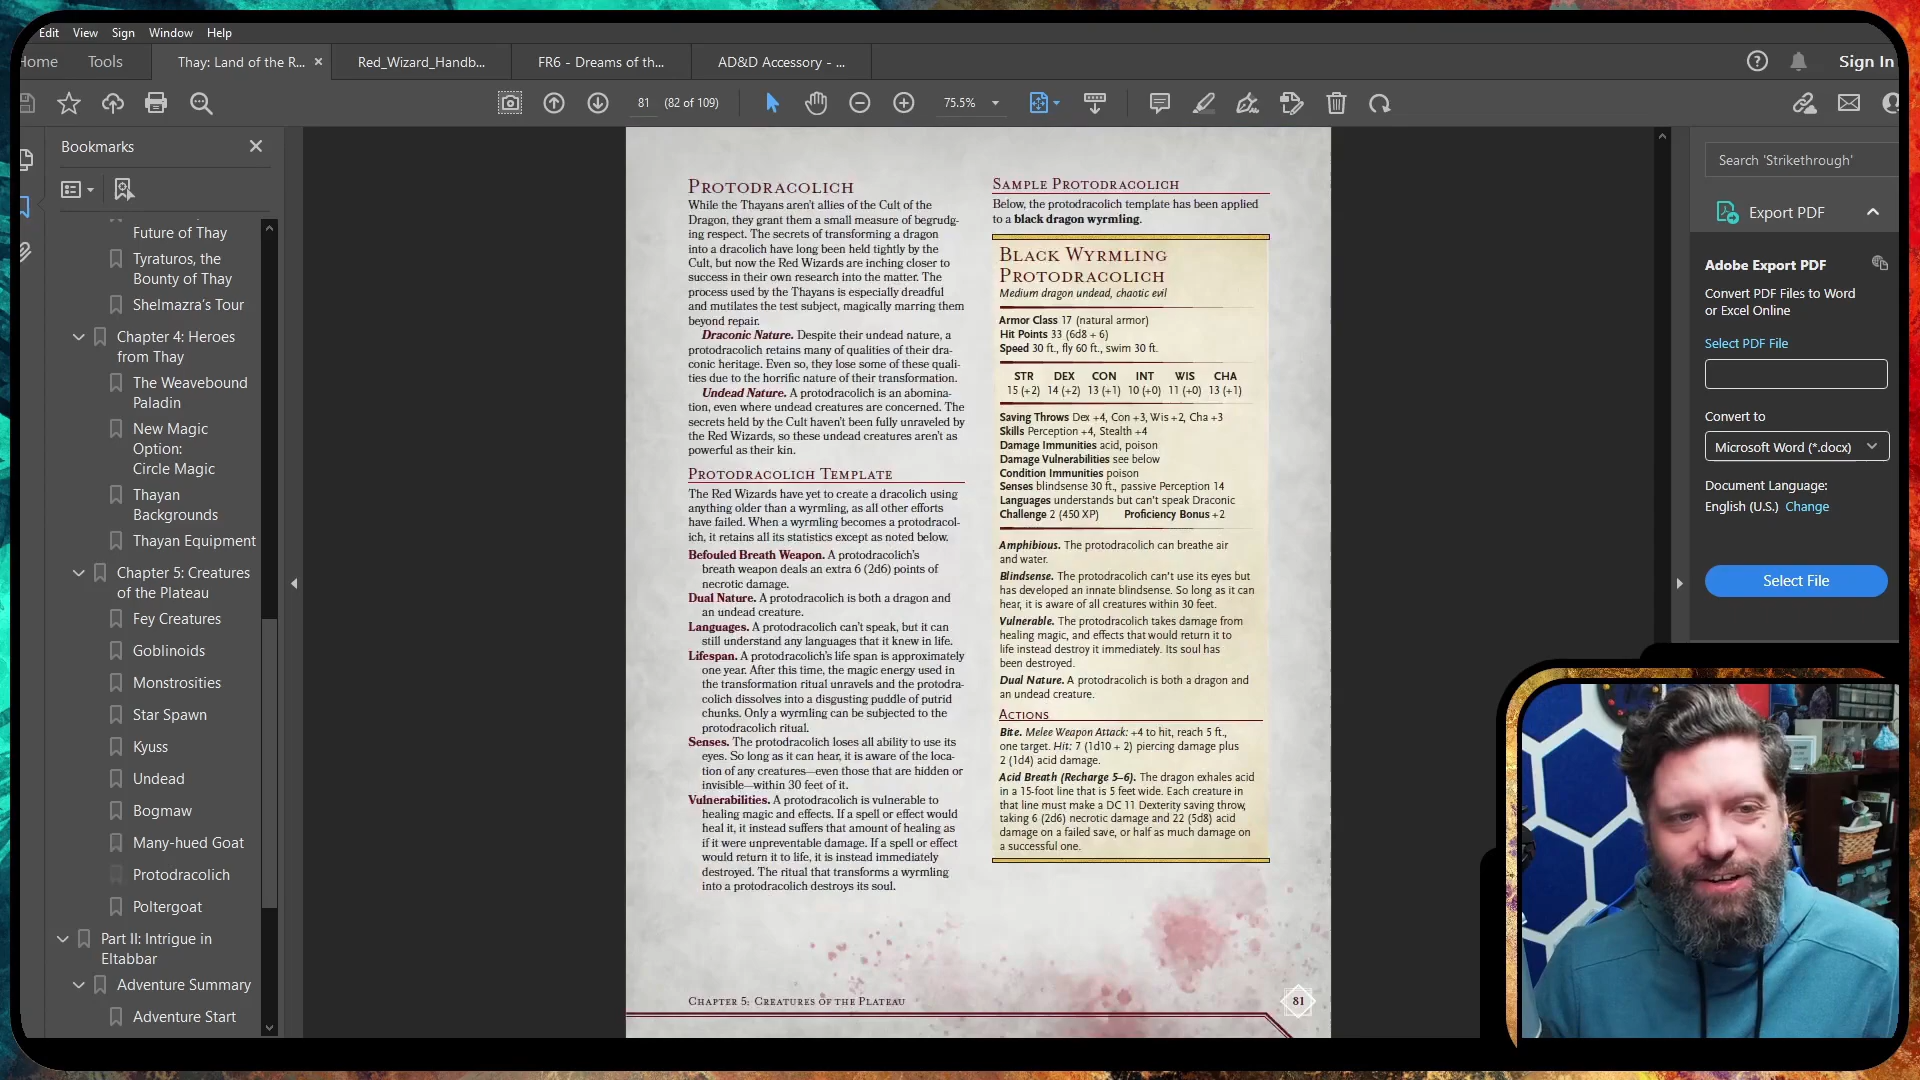 Edit View Sign Window Help
Home Tools Thay: Land of the R... × Red_Wizard_Handb... FR6 - Dreams of th... AD&D Accessory - ... Sign In
81 (82 of 109) 75.5%
Bookmarks
Future of Thay
Tyraturos, the
Bounty of Thay
Shelmazra's Tour
Chapter 4: Heroes
from Thay
The Weavebound
Paladin
New Magic
Option:
Circle Magic
Thayan
Backgrounds
Thayan Equipment
Chapter 5: Creatures
of the Plateau
Fey Creatures
Goblinoids
Monstrosities
Star Spawn
Kyuss
Undead
Bogmaw
Many-hued Goat
Protodracolich
Poltergoat
Part II: Intrigue in
Eltabbar
Adventure Summary
Adventure Start
Protodracolich
While the Thayans aren't allies of the Cult of the
Dragon, they grant them a small measure of begrudg-
ing respect. The secrets of transforming a dragon
into a dracolich have long been held tightly by the
Cult, but now the Red Wizards are inching closer to
success in their own research into the matter. The
process used by the Thayans is especially dreadful
and mutilates the test subject, magically marring them
beyond repair.
Draconic Nature. Despite their undead nature, a
protodracolich retains many of qualities of their dra-
conic heritage. Even so, they lose some of these quali-
ties due to the horrific nature of their transformation.
Undead Nature. A protodracolich is an abomina-
tion, even where undead creatures are concerned. The
secrets held by the Cult haven't been fully unraveled by
the Red Wizards, so these undead creatures aren't as
powerful as their kin.
Protodracolich Template
The Red Wizards have yet to create a dracolich using
anything older than a wyrmling, as all other efforts
have failed. When a wyrmling becomes a protodracol-
ich, it retains all its statistics except as noted below.
Befouled Breath Weapon. A protodracolich's
breath weapon deals an extra 6 (2d6) points of
necrotic damage.
Dual Nature. A protodracolich is both a dragon and
an undead creature.
Languages. A protodracolich can't speak, but it can
still understand any languages that it knew in life.
Lifespan. A protodracolich's life span is approximately
one year. After this time, the magic energy used in
the transformation ritual unravels and the protodra-
colich dissolves into a disgusting puddle of putrid
chunks. Only a wyrmling can be subjected to the
protodracolich ritual.
Senses. The protodracolich loses all ability to use its
eyes. So long as it can hear, it is aware of the loca-
tion of any creatures—even those that are hidden or
invisible—within 30 feet of it.
Vulnerabilities. A protodracolich is vulnerable to
healing magic and effects. If a spell or effect would
heal it, it instead suffers that amount of healing as
if it were unpreventable damage. If a spell or effect
would return it to life, it is instead immediately
destroyed. The ritual that transforms a wyrmling
into a protodracolich destroys its soul.
Sample Protodracolich
Below, the protodracolich template has been applied
to a black dragon wyrmling.
Black Wyrmling
Protodracolich
Medium dragon undead, chaotic evil
Armor Class 17 (natural armor)
Hit Points 33 (6d8 + 6)
Speed 30 ft., fly 60 ft., swim 30 ft.
STR DEX CON INT WIS CHA
15 (+2) 14 (+2) 13 (+1) 10 (+0) 11 (+0) 13 (+1)
Saving Throws Dex +4, Con +3, Wis +2, Cha +3
Skills Perception +4, Stealth +4
Damage Immunities acid, poison
Damage Vulnerabilities see below
Condition Immunities poison
Senses blindsense 30 ft., passive Perception 14
Languages understands but can't speak Draconic
Challenge 2 (450 XP) Proficiency Bonus +2
Amphibious. The protodracolich can breathe air
and water.
Blindsense. The protodracolich can't use its eyes but
has developed an innate blindsense. So long as it can
hear, it is aware of all creatures within 30 feet.
Vulnerable. The protodracolich takes damage from
healing magic, and effects that would return it to
life instead destroy it immediately. Its soul has
been destroyed.
Dual Nature. A protodracolich is both a dragon and
an undead creature.
Actions
Bite. Melee Weapon Attack: +4 to hit, reach 5 ft.,
one target. Hit: 7 (1d10 + 2) piercing damage plus
2 (1d4) acid damage.
Acid Breath (Recharge 5–6). The dragon exhales acid
in a 15-foot line that is 5 feet wide. Each creature in
that line must make a DC 11 Dexterity saving throw,
taking 6 (2d6) necrotic damage and 22 (5d8) acid
damage on a failed save, or half as much damage on
a successful one.
Chapter 5: Creatures of the Plateau 81
Search 'Strikethrough'
Export PDF
Adobe Export PDF
Convert PDF Files to Word
or Excel Online
Select PDF File
Convert to
Microsoft Word (*.docx)
Document Language:
English (U.S.) Change
Select File